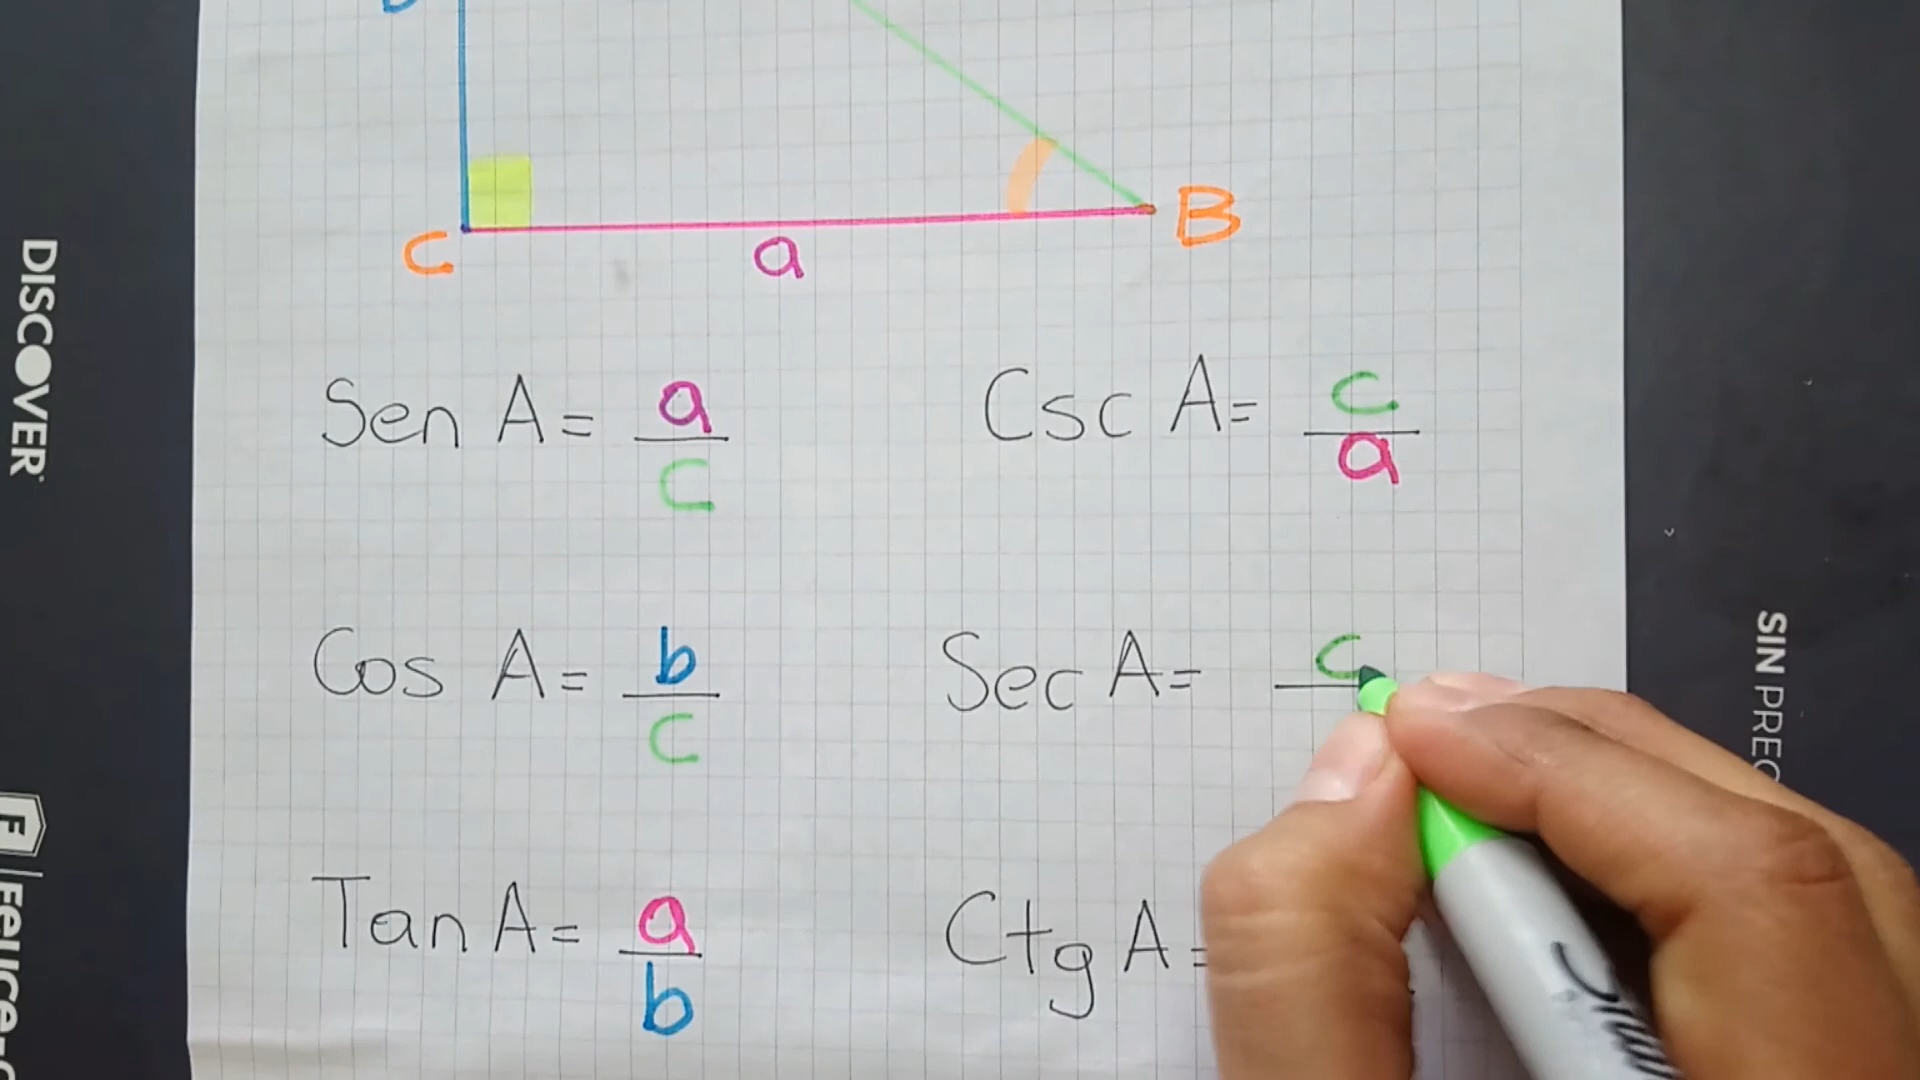 C
a
B
Sen A = a/c
Csc A = c/a
Cos A = b/c
Sec A = c
Tan A = a/b
Ctg A =
DISCOVER
SIN PREC
F